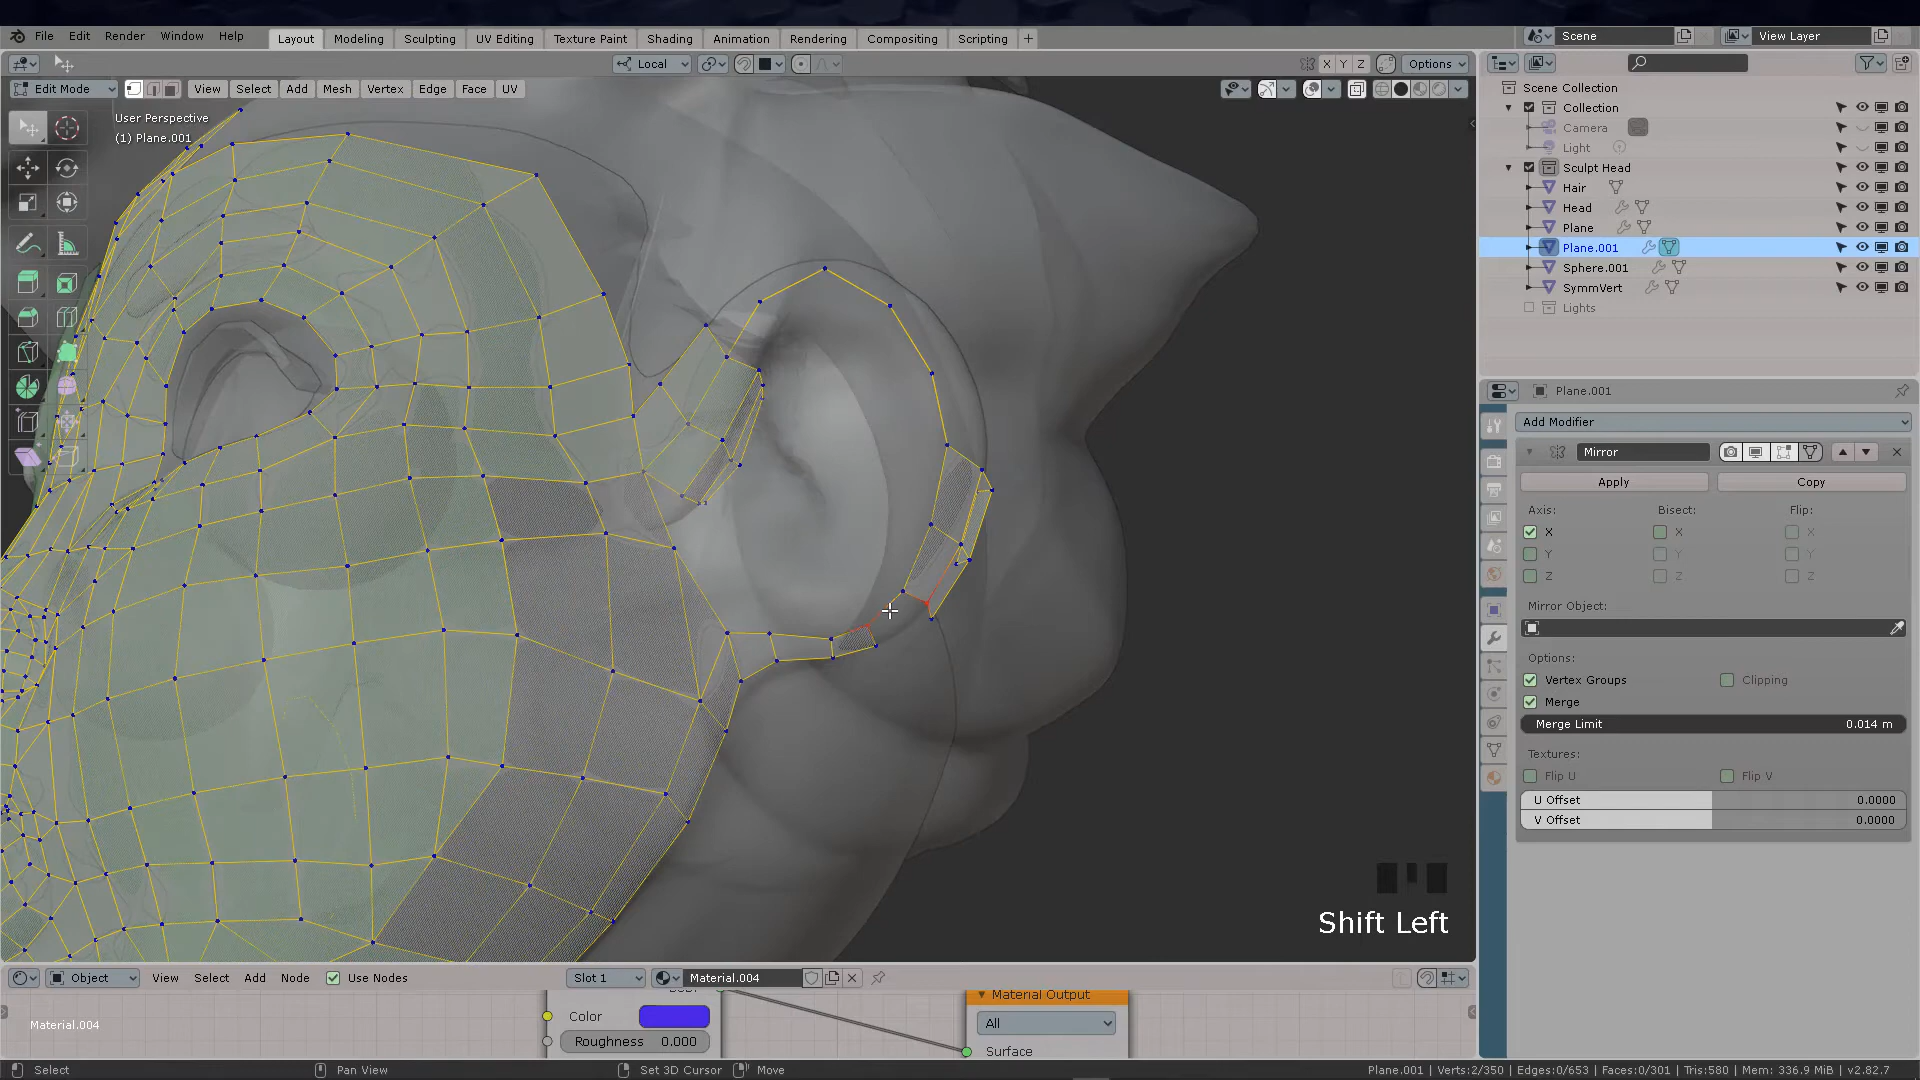 File Edit Render Window Help
Layout Modeling Sculpting UV Editing Texture Paint Shading Animation Rendering Compositing Scripting +
Scene
View Layer
Local
X Y Z
Options
Edit Mode View Select Add Mesh Vertex Edge Face UV
User Perspective
(1) Plane.001
Scene Collection
Collection
Camera
Light
Sculpt Head
Hair
Head
Plane
Plane.001
Sphere.001
SymmVert
Lights
Plane.001
Add Modifier
Mirror
Apply
Copy
Axis: Bisect: Flip:
X X X
Y Y Y
Z Z Z
Mirror Object:
Options:
Vertex Groups
Clipping
Merge
Merge Limit 0.014 m
Textures:
Flip U
Flip V
U Offset 0.0000
V Offset 0.0000
Shift Left
Object View Select Add Node Use Nodes
Slot 1
Material.004
Material Output
Color
All
Material.004
Roughness 0.000
Surface
Select
Pan View
Set 3D Cursor
Move
Plane.001 | Verts:2/350 | Edges:0/653 | Faces:0/301 | Tris:580 | Mem: 336.9 MiB | v2.82.7